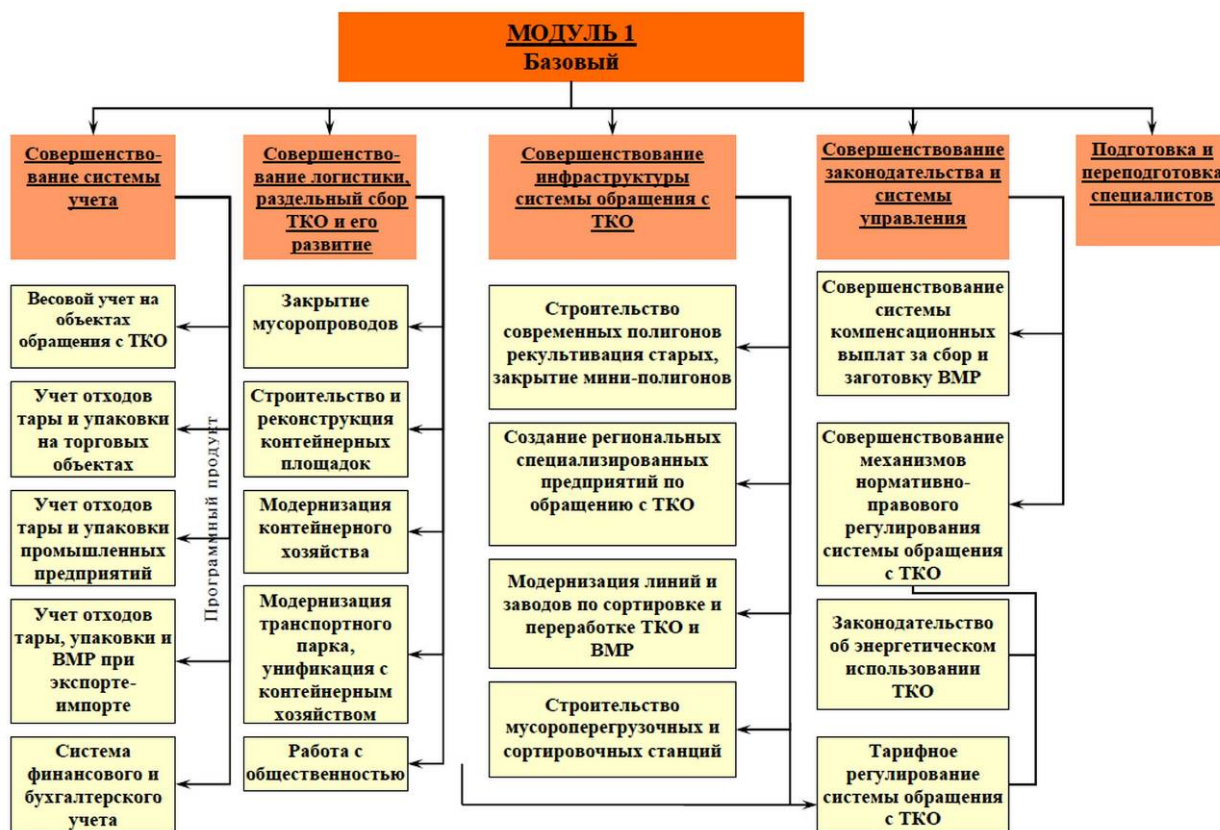 МОДУЛЬ 1
Базовый
Совершенство-
вание системы
учета
Весовой учет на
объектах
обращения с ТКО
Учет отходов
тары и упаковки
на торговых
объектах
Учет отходов
тары и упаковки
промышленных
предприятий
Учет отходов
тары, упаковки и
ВМР при
экспорте-
импорте
Система
финансового и
бухгалтерского
учета
Программный продукт
Совершенство-
вание логистики,
раздельный сбор
ТКО и его
развитие
Закрытие
мусоропроводов
Строительство и
реконструкция
контейнерных
площадок
Модернизация
контейнерного
хозяйства
Модернизация
транспортного
парка,
унификация с
контейнерным
хозяйством
Работа с
общественностью
Совершенствование
инфраструктуры
системы обращения с
ТКО
Строительство
современных полигонов
рекультивация старых,
закрытие мини-полигонов
Создание региональных
специализированных
предприятий по
обращению с ТКО
Модернизация линий и
заводов по сортировке и
переработке ТКО и
ВМР
Строительство
мусороперегрузочных и
сортировочных станций
Совершенствование
законодательства и
системы
управления
Совершенствование
системы
компенсационных
выплат за сбор и
заготовку ВМР
Совершенствование
механизмов
нормативно-
правового
регулирования
системы обращения
с ТКО
Законодательство
об энергетическом
использовании
ТКО
Тарифное
регулирование
системы обращения
с ТКО
Подготовка и
переподготовка
специалистов